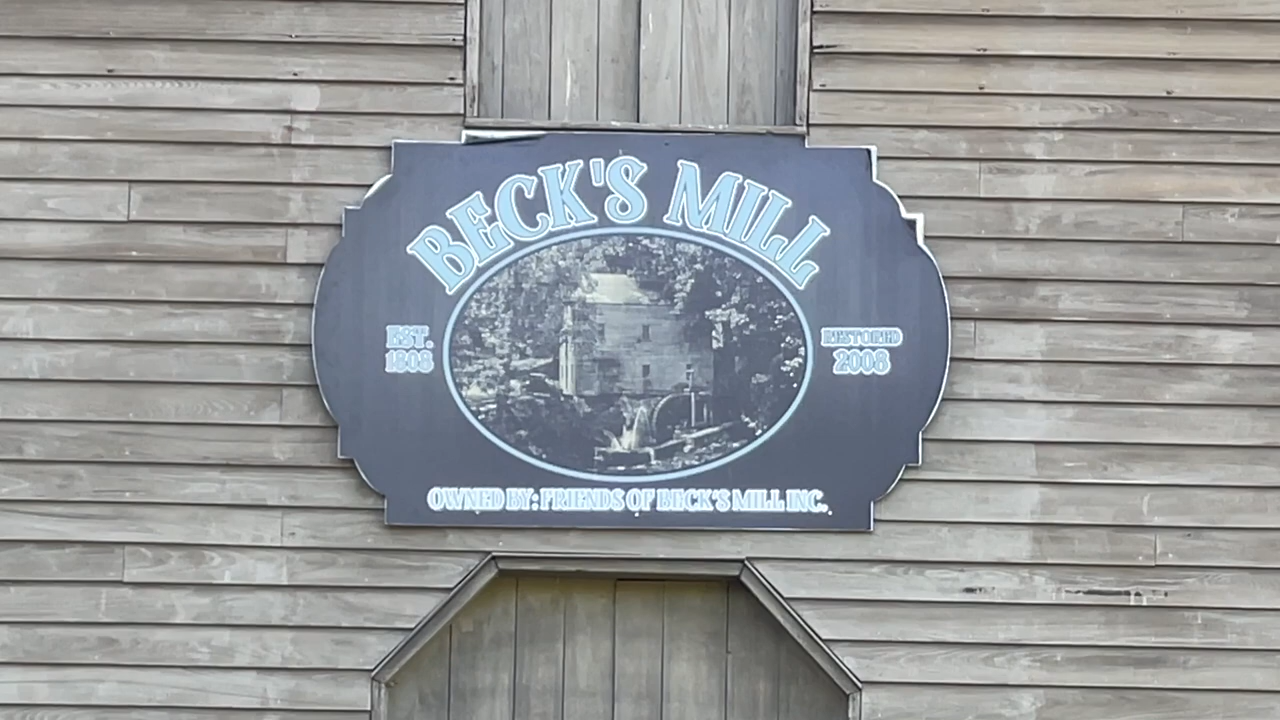 BECK'S MILL
EST.
1808
RESTORED
2008
OWNED BY: FRIENDS OF BECK'S MILL INC.